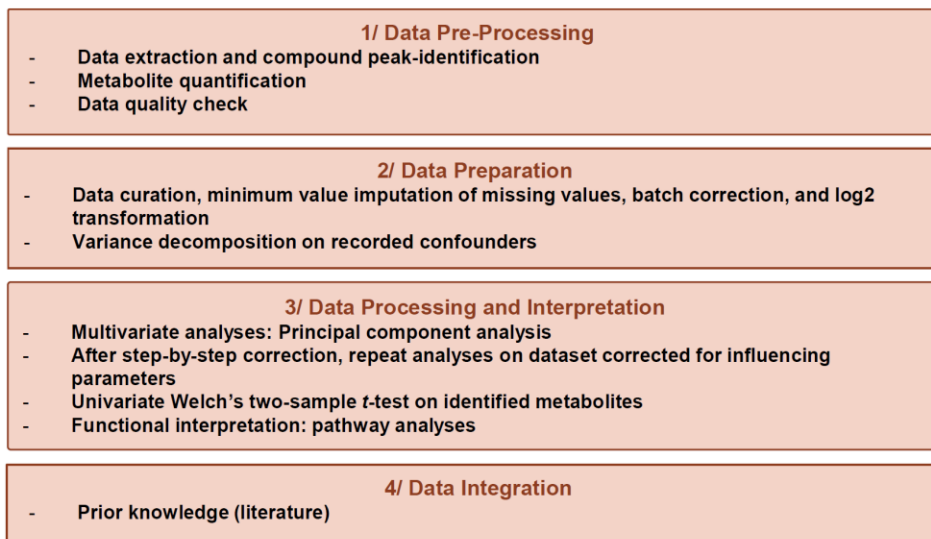 1/ Data Pre-Processing
- Data extraction and compound peak-identification
- Metabolite quantification
- Data quality check
2/ Data Preparation
- Data curation, minimum value imputation of missing values, batch correction, and log2
transformation
- Variance decomposition on recorded confounders
3/ Data Processing and Interpretation
- Multivariate analyses: Principal component analysis
- After step-by-step correction, repeat analyses on dataset corrected for influencing
parameters
- Univariate Welch's two-sample t-test on identified metabolites
- Functional interpretation: pathway analyses
4/ Data Integration
- Prior knowledge (literature)